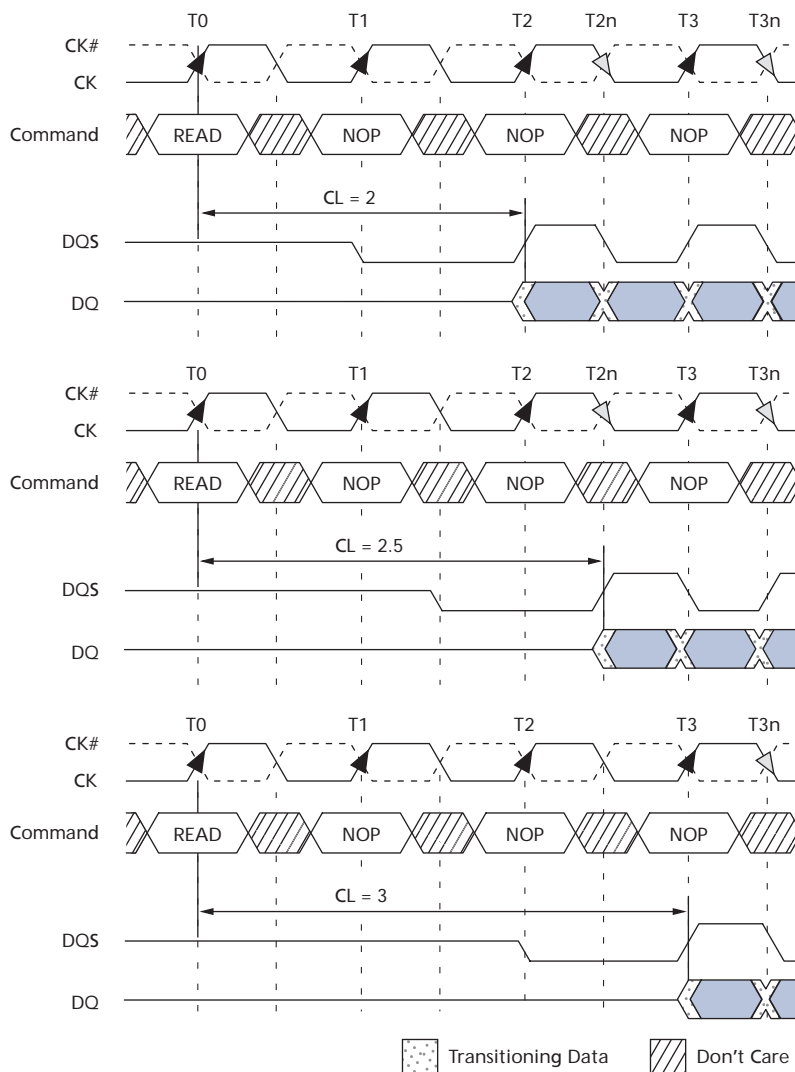 T0 T1 T2 T2n T3 T3n
CK#
CK
Command READ NOP NOP NOP
CL = 2
DQS
DQ
T0 T1 T2 T2n T3 T3n
CK#
CK
Command READ NOP NOP NOP
CL = 2.5
DQS
DQ
T0 T1 T2 T3 T3n
CK#
CK
Command READ NOP NOP NOP
CL = 3
DQS
DQ
Transitioning Data Don't Care